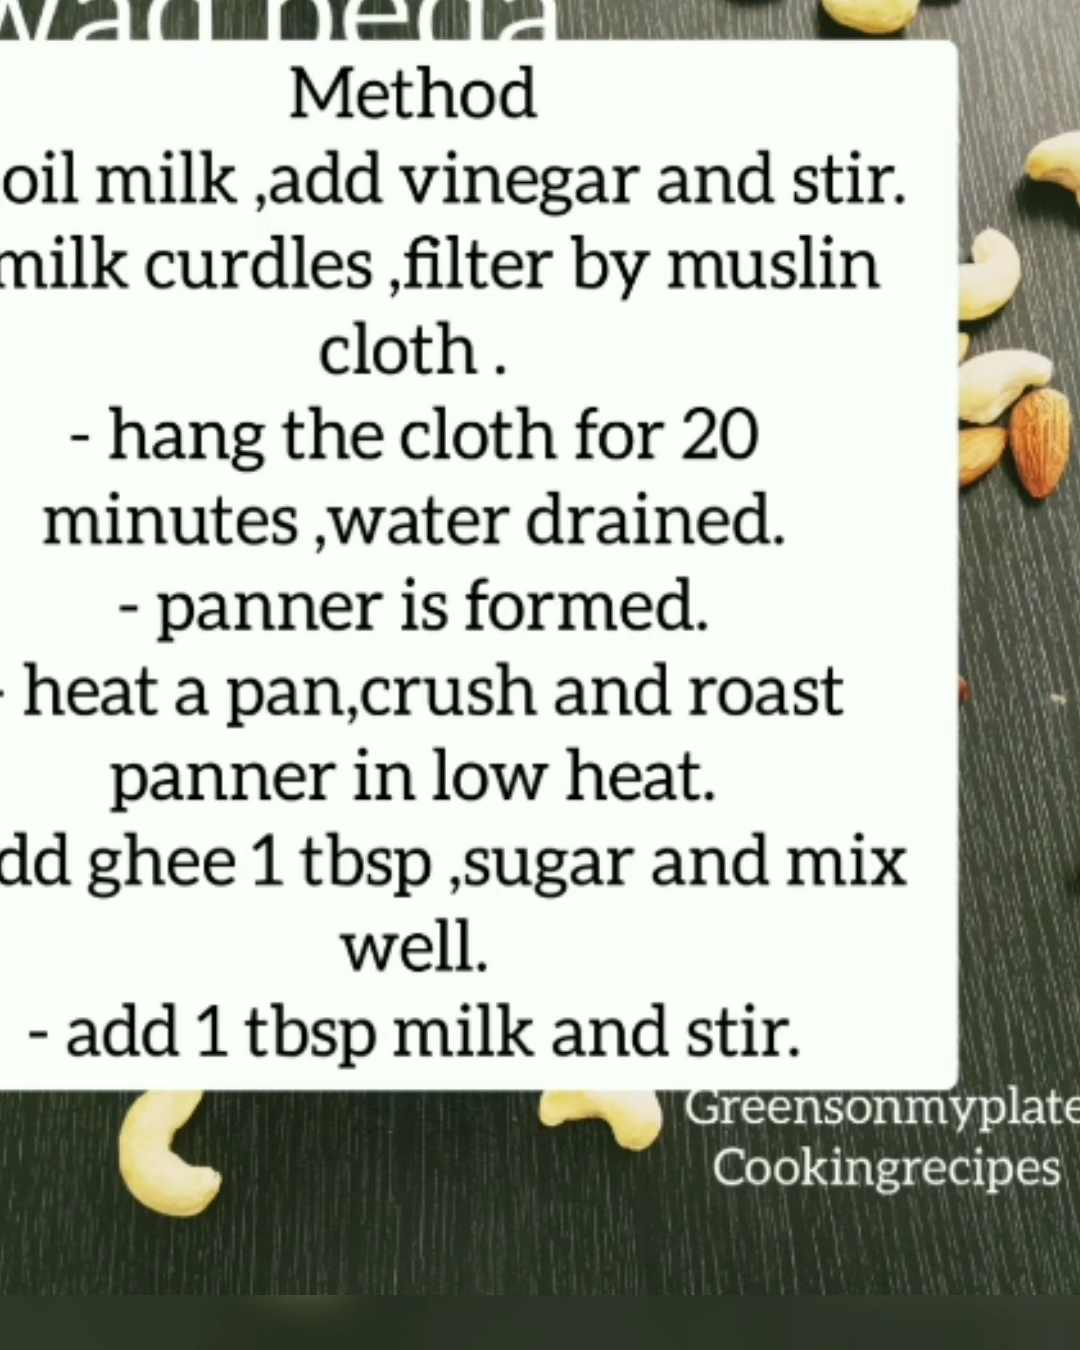 Method
oil milk ,add vinegar and stir.
milk curdles ,filter by muslin
cloth .
- hang the cloth for 20
minutes ,water drained.
- panner is formed.
- heat a pan,crush and roast
panner in low heat.
dd ghee 1 tbsp ,sugar and mix
well.
- add 1 tbsp milk and stir.
Greensonmyplate
Cookingrecipes